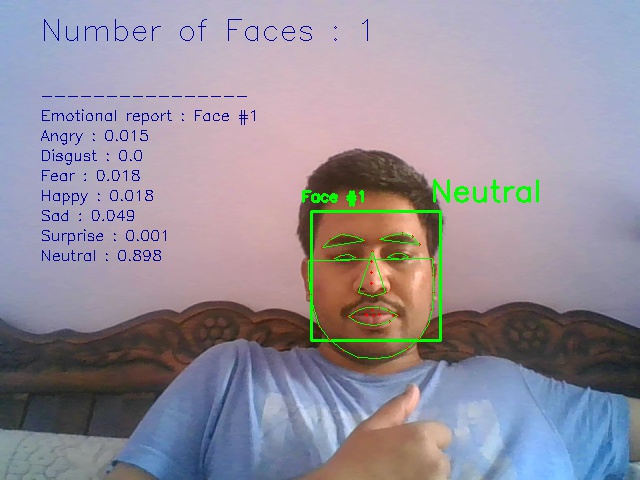 Number of Faces : 1
----------------
Emotional report : Face #1
Angry : 0.015
Disgust : 0.0
Fear : 0.018
Happy : 0.018
Sad : 0.049
Surprise : 0.001
Neutral : 0.898
Face #1
Neutral